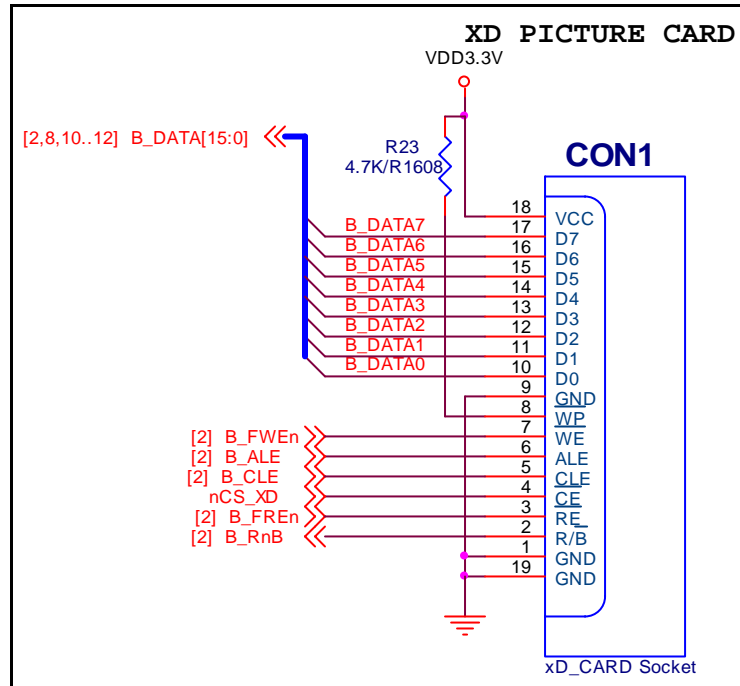 XD PICTURE CARD
VDD3.3V
[2,8,10..12] B_DATA[15:0]
R23
4.7K/R1608
CON1
18 VCC
B_DATA7 17 D7
B_DATA6 16 D6
B_DATA5 15 D5
B_DATA4 14 D4
B_DATA3 13 D3
B_DATA2 12 D2
B_DATA1 11 D1
B_DATA0 10 D0
9 GND
8 WP
[2] B_FWEn 7 WE
[2] B_ALE 6 ALE
[2] B_CLE 5 CLE
nCS_XD 4 CE
[2] B_FREn 3 RE
[2] B_RnB 2 R/B
1 GND
19 GND
xD_CARD Socket